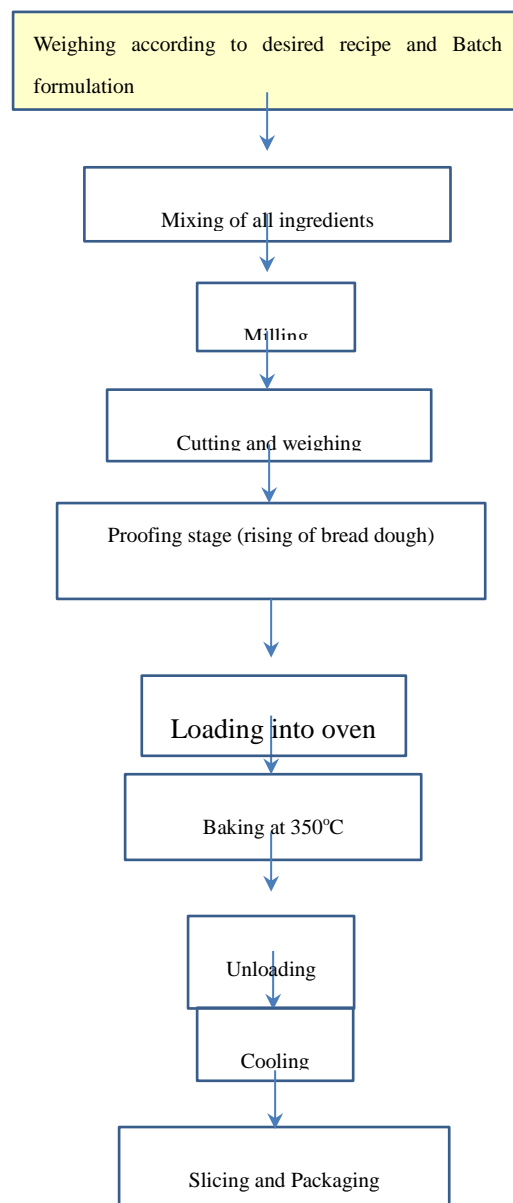 Weighing according to desired recipe and Batch
formulation
Mixing of all ingredients
Milling
Cutting and weighing
Proofing stage (rising of bread dough)
Loading into oven
Baking at 350°C
Unloading
Cooling
Slicing and Packaging